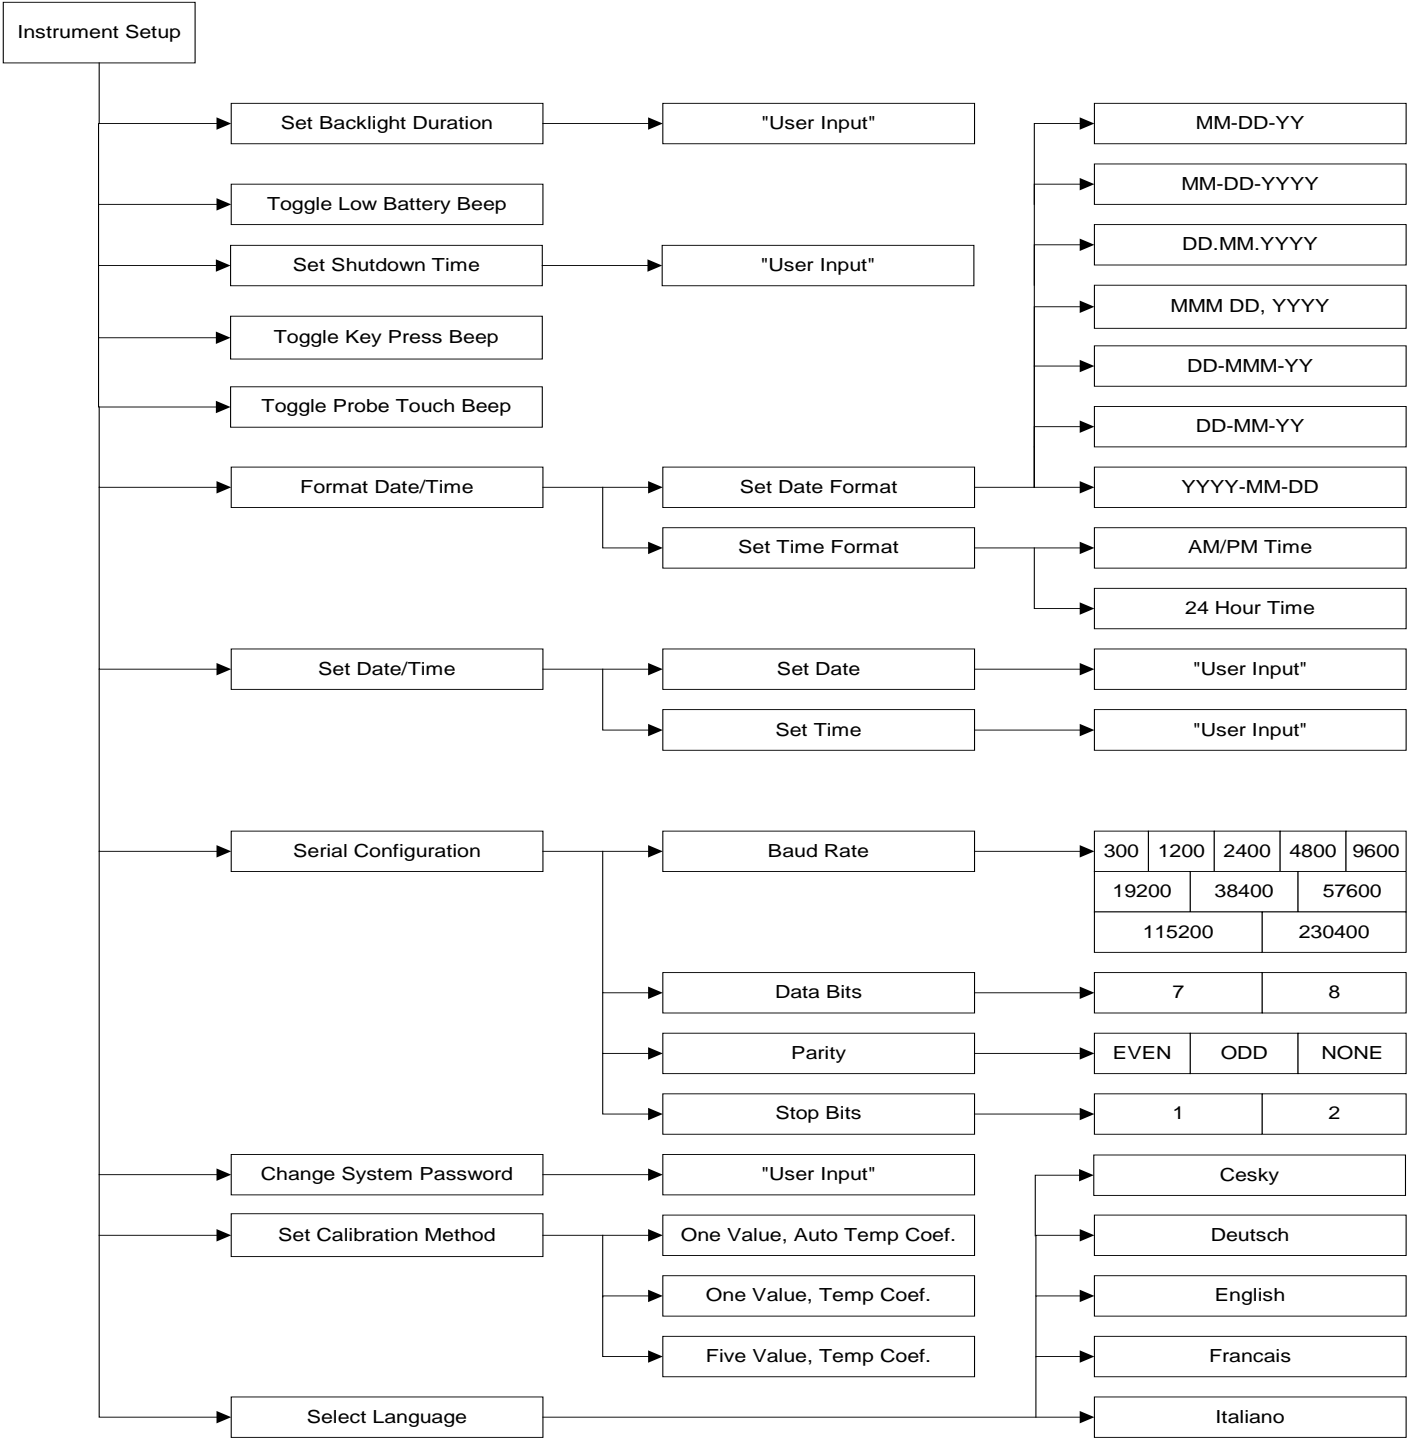 Instrument Setup
Set Backlight Duration
"User Input"
MM-DD-YY
Toggle Low Battery Beep
MM-DD-YYYY
DD.MM.YYYY
Set Shutdown Time
"User Input"
MMM DD, YYYY
Toggle Key Press Beep
DD-MMM-YY
Toggle Probe Touch Beep
DD-MM-YY
Format Date/Time
Set Date Format
YYYY-MM-DD
Set Time Format
AM/PM Time
24 Hour Time
Set Date/Time
Set Date
"User Input"
Set Time
"User Input"
Serial Configuration
Baud Rate
300 1200 2400 4800 9600
19200 38400 57600
115200 230400
Data Bits
7 8
Parity
EVEN ODD NONE
Stop Bits
1 2
Change System Password
"User Input"
Cesky
Set Calibration Method
One Value, Auto Temp Coef.
Deutsch
One Value, Temp Coef.
English
Five Value, Temp Coef.
Francais
Select Language
Italiano